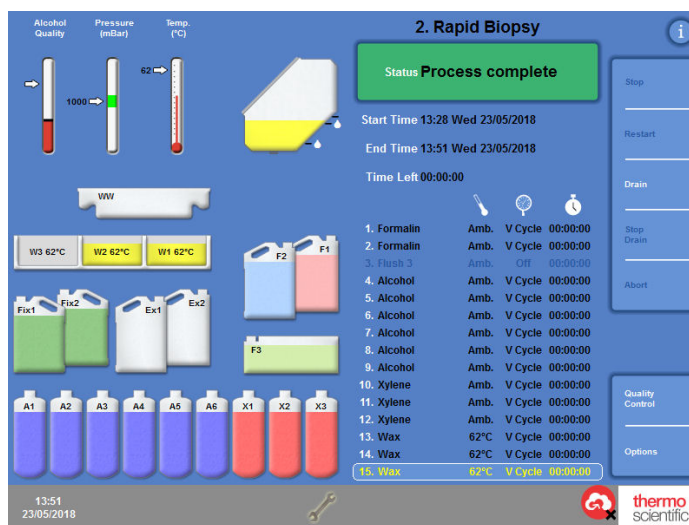 Alcohol Quality
Pressure (mBar)
Temp. (°C)
62
1000
WW
W3 62°C
W2 62°C
W1 62°C
F2
F1
Fix1
Fix2
Ex1
Ex2
F3
A1
A2
A3
A4
A5
A6
X1
X2
X3
2. Rapid Biopsy
i
Status Process complete
Start Time 13:28 Wed 23/05/2018
End Time 13:51 Wed 23/05/2018
Time Left 00:00:00
1. Formalin Amb. V Cycle 00:00:00
2. Formalin Amb. V Cycle 00:00:00
3. Flush 3 Amb. Off 00:00:00
4. Alcohol Amb. V Cycle 00:00:00
5. Alcohol Amb. V Cycle 00:00:00
6. Alcohol Amb. V Cycle 00:00:00
7. Alcohol Amb. V Cycle 00:00:00
8. Alcohol Amb. V Cycle 00:00:00
9. Alcohol Amb. V Cycle 00:00:00
10. Xylene Amb. V Cycle 00:00:00
11. Xylene Amb. V Cycle 00:00:00
12. Xylene Amb. V Cycle 00:00:00
13. Wax 62°C V Cycle 00:00:00
14. Wax 62°C V Cycle 00:00:00
15. Wax 62°C V Cycle 00:00:00
Stop
Restart
Drain
Stop
Drain
Abort
Quality
Control
Options
13:51
23/05/2018
thermo
scientific